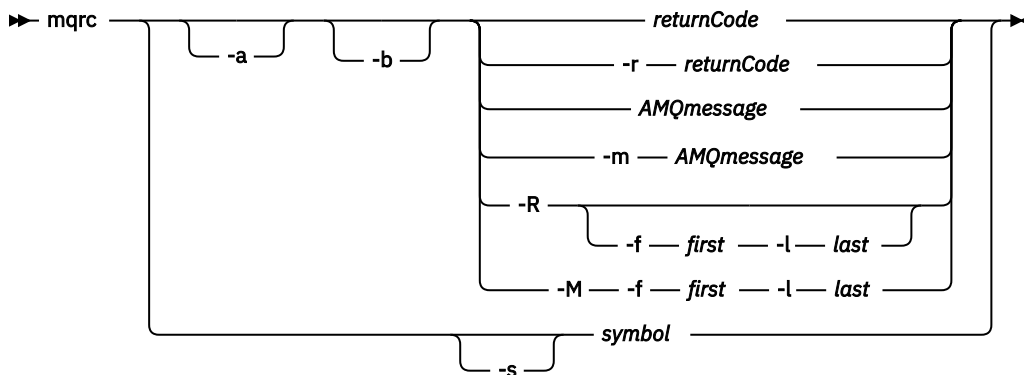 mqrc returnCode
-a -b
-r returnCode
AMQmessage
-m AMQmessage
-R
-f first -l last
-M -f first -l last
symbol
-s